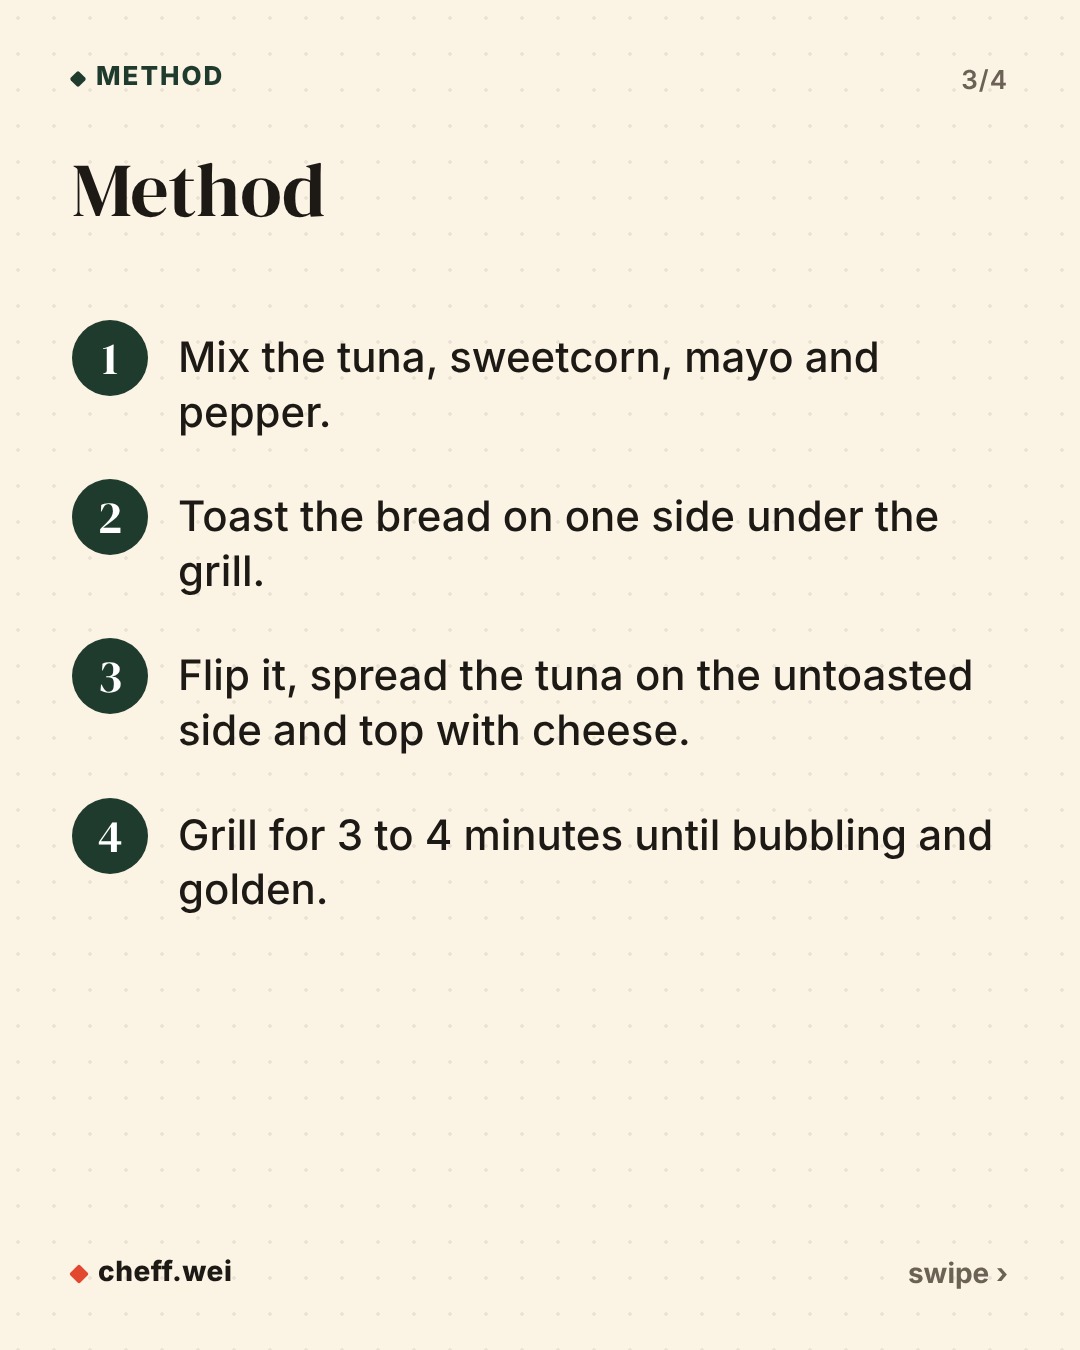 METHOD
3/4
Method
1 Mix the tuna, sweetcorn, mayo and
pepper.
2 Toast the bread on one side under the
grill.
3 Flip it, spread the tuna on the untoasted
side and top with cheese.
4 Grill for 3 to 4 minutes until bubbling and
golden.
cheff.wei
swipe ›